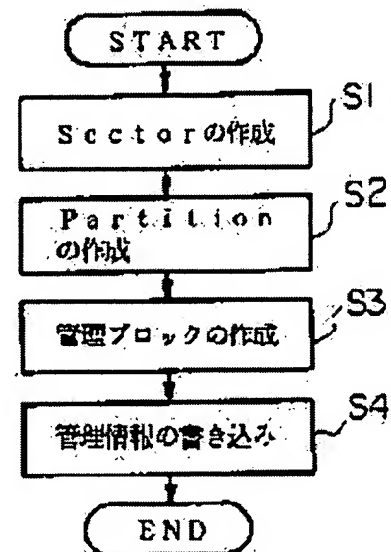 START
Sectorの作成
S1
Partition
の作成
S2
管理ブロックの作成
S3
管理情報の書き込み
S4
END